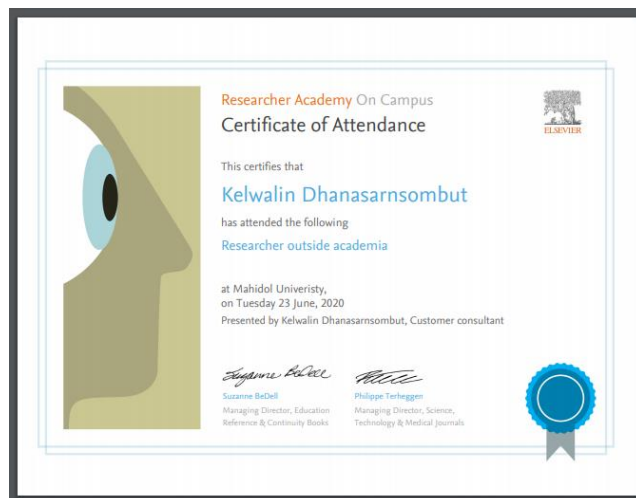 Researcher Academy On Campus
Certificate of Attendance
ELSEVIER
This certifies that
Kelwalin Dhanasarnsombut
has attended the following
Researcher outside academia
at Mahidol Univeristy,
on Tuesday 23 June, 2020
Presented by Kelwalin Dhanasarnsombut, Customer consultant
Suzanne BeDell
Suzanne BeDell
Managing Director, Education
Reference & Continuity Books
Philippe Terheggen
Managing Director, Science,
Technology & Medical Journals